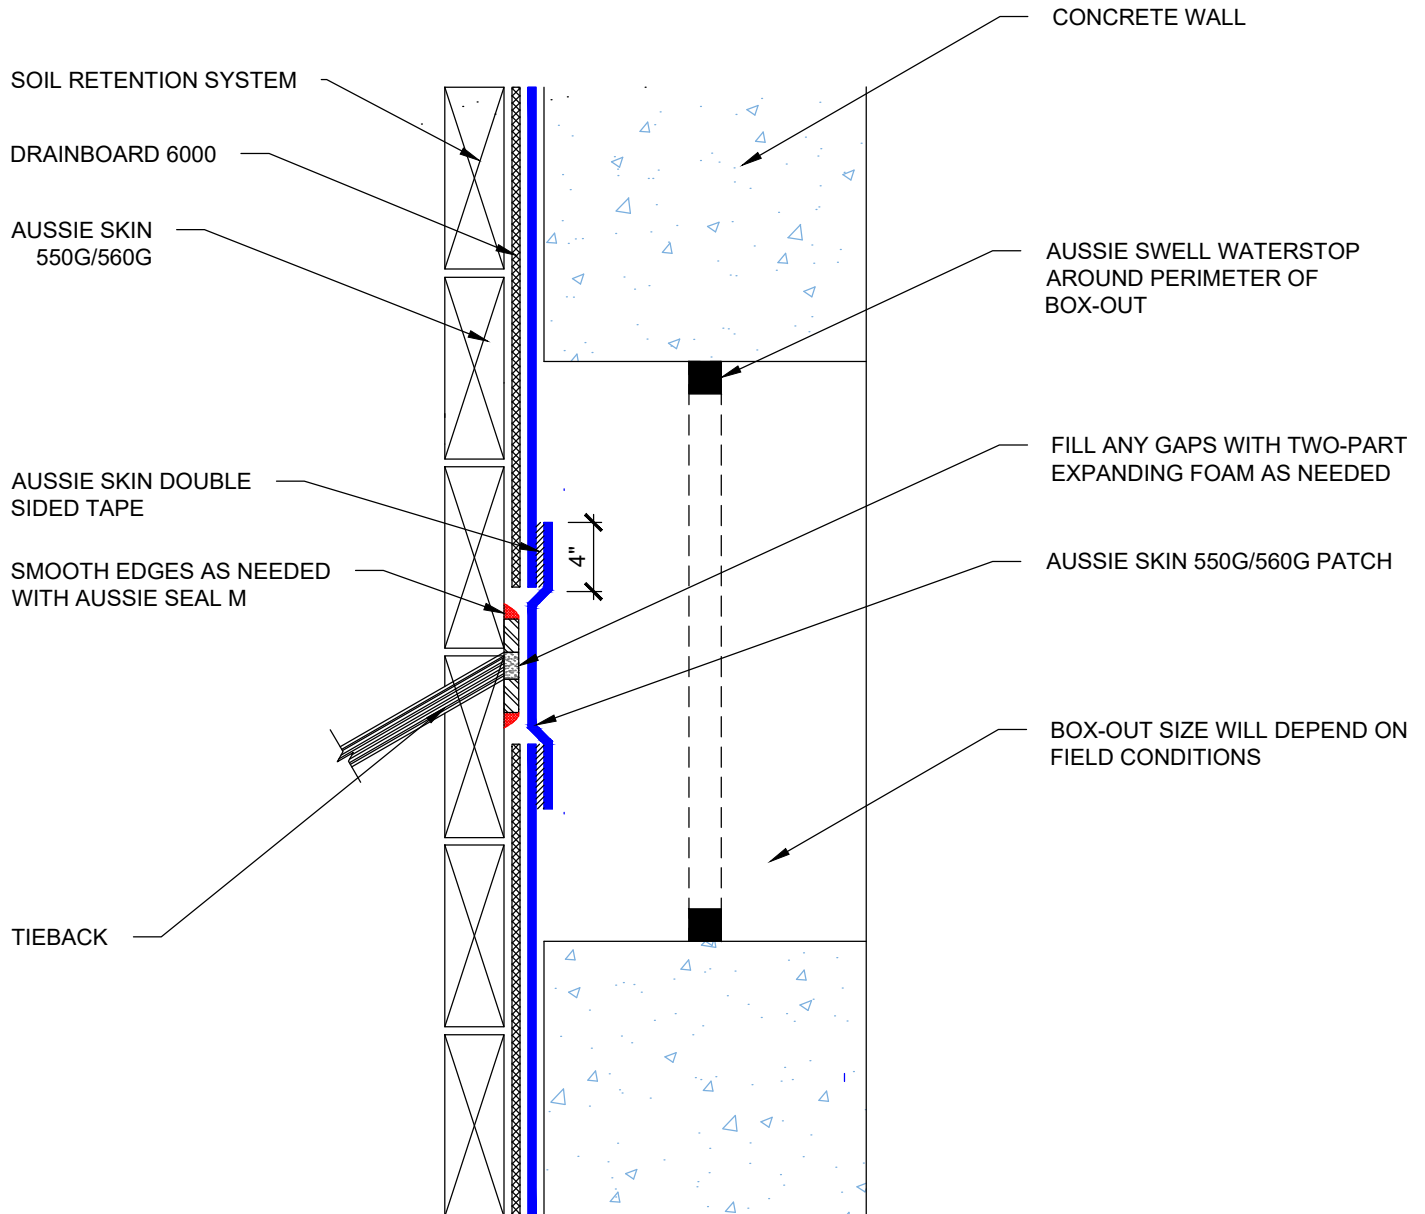 CONCRETE WALL
SOIL RETENTION SYSTEM
DRAINBOARD 6000
AUSSIE SKIN
550G/560G
AUSSIE SWELL WATERSTOP
AROUND PERIMETER OF
BOX-OUT
FILL ANY GAPS WITH TWO-PART
EXPANDING FOAM AS NEEDED
AUSSIE SKIN DOUBLE
SIDED TAPE
4"
AUSSIE SKIN 550G/560G PATCH
SMOOTH EDGES AS NEEDED
WITH AUSSIE SEAL M
BOX-OUT SIZE WILL DEPEND ON
FIELD CONDITIONS
TIEBACK